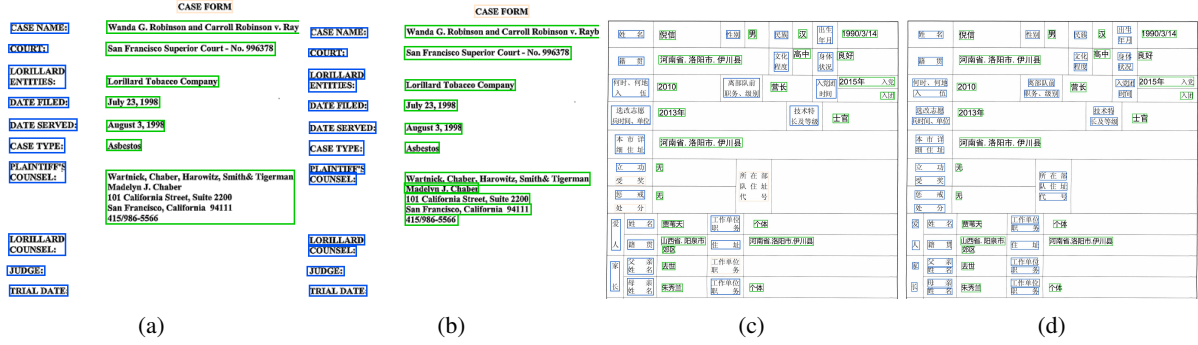 CASE FORM
CASE NAME: Wanda G. Robinson and Carroll Robinson v. Rayb
COURT: San Francisco Superior Court - No. 996378
LORILLARD
ENTITIES: Lorillard Tobacco Company
DATE FILED: July 23, 1998
DATE SERVED: August 3, 1998
CASE TYPE: Asbestos
PLAINTIFF'S
COUNSEL: Wartnick, Chaber, Harowitz, Smith& Tigerman
Madelyn J. Chaber
101 California Street, Suite 2200
San Francisco, California 94111
415/986-5566
LORILLARD
COUNSEL:
JUDGE:
TRIAL DATE:
(a)
CASE FORM
CASE NAME: Wanda G. Robinson and Carroll Robinson v. Rayb
COURT: San Francisco Superior Court - No. 996378
LORILLARD
ENTITIES: Lorillard Tobacco Company
DATE FILED: July 23, 1998
DATE SERVED: August 3, 1998
CASE TYPE: Asbestos
PLAINTIFF'S
COUNSEL: Wartnick, Chaber, Harowitz, Smith& Tigerman
Madelyn J. Chaber
101 California Street, Suite 2200
San Francisco, California 94111
415/986-5566
LORILLARD
COUNSEL:
JUDGE:
TRIAL DATE:
(b)
姓 名 倪信 性别 男 民族 汉 出生年月 1990/3/14
籍 贯 河南省. 洛阳市. 伊川县 文化程度 高中 身体状况 良好
何时、何地入 伍 2010 离部队前职务、级别 营长 入党团时间 2015年 入党
入团
选改志愿兵时间、单位 2013年 技术特长及等级 士官
本市详细住址 河南省. 洛阳市. 伊川县
立 功 受 奖 无 所在部队住址代号
惩 戒 处 分 无
爱人 姓 名 贾苇天 工作单位职 务 个体
籍 贯 山西省. 阳泉市 郊区 住 址 河南省.洛阳市.伊川县
家长 父亲姓名 去世 工作单位职 务
母亲姓名 朱秀兰 工作单位职 务 个体
(c)
姓 名 倪信 性别 男 民族 汉 出生年月 1990/3/14
籍 贯 河南省. 洛阳市. 伊川县 文化程度 高中 身体状况 良好
何时、何地入 伍 2010 离部队前职务、级别 营长 入党团时间 2015年 入党
入团
选改志愿兵时间、单位 2013年 技术特长及等级 士官
本市详细住址 河南省. 洛阳市. 伊川县
立 功 受 奖 无 所在部队住址代号
惩 戒 处 分 无
爱人 姓 名 贾苇天 工作单位职 务 个体
籍 贯 山西省. 阳泉市 郊区 住 址 河南省.洛阳市.伊川县
家长 父亲姓名 去世 工作单位职 务
母亲姓名 朱秀兰 工作单位职 务 个体
(d)